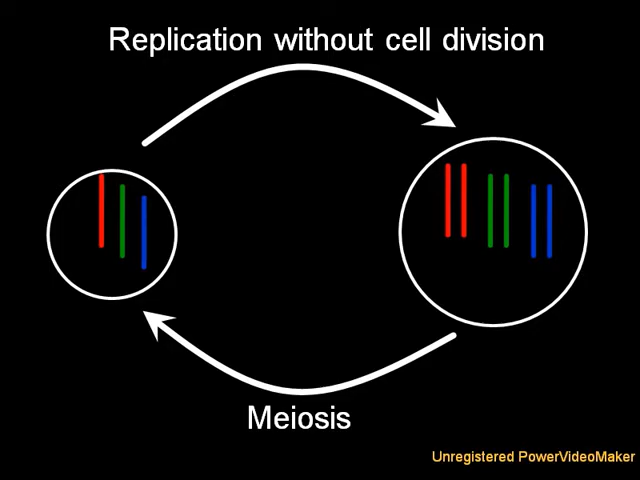 Replication without cell division
Meiosis
Unregistered PowerVideoMaker